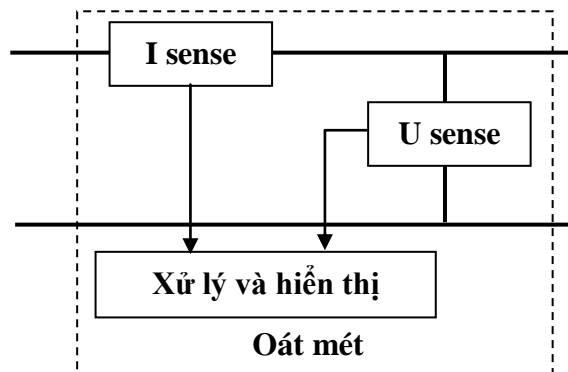 I sense
U sense
Xử lý và hiển thị
Oát mét